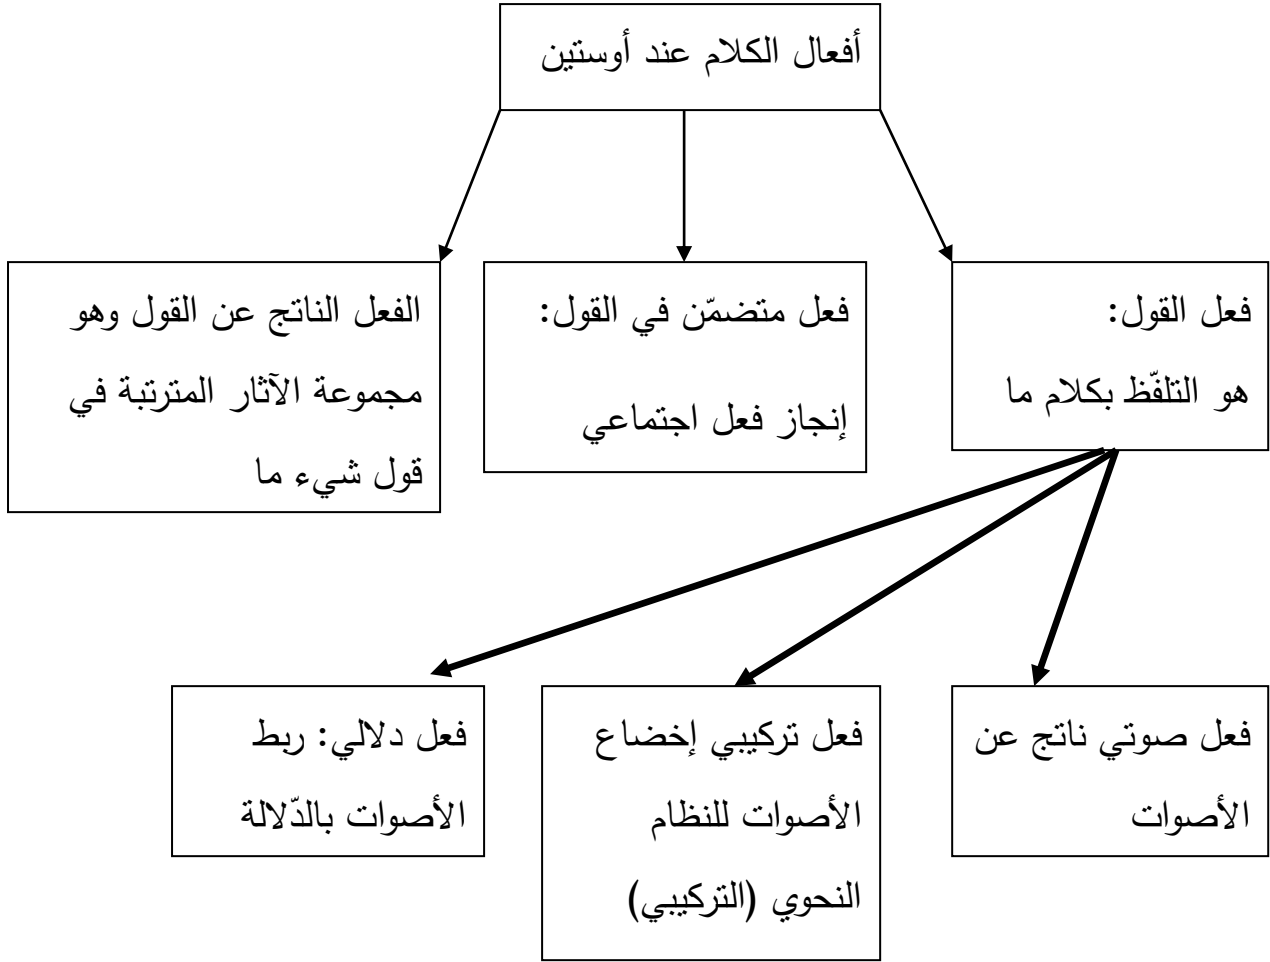 أفعال الكلام عند أوستين
فعل القول:
هو التلفّظ بكلام ما
فعل متضمّن في القول:
إنجاز فعل اجتماعي
الفعل الناتج عن القول وهو
مجموعة الآثار المترتبة في
قول شيء ما
فعل صوتي ناتج عن
الأصوات
فعل تركيبي إخضاع
الأصوات للنظام
النحوي (التركيبي)
فعل دلالي: ربط
الأصوات بالدّلالة